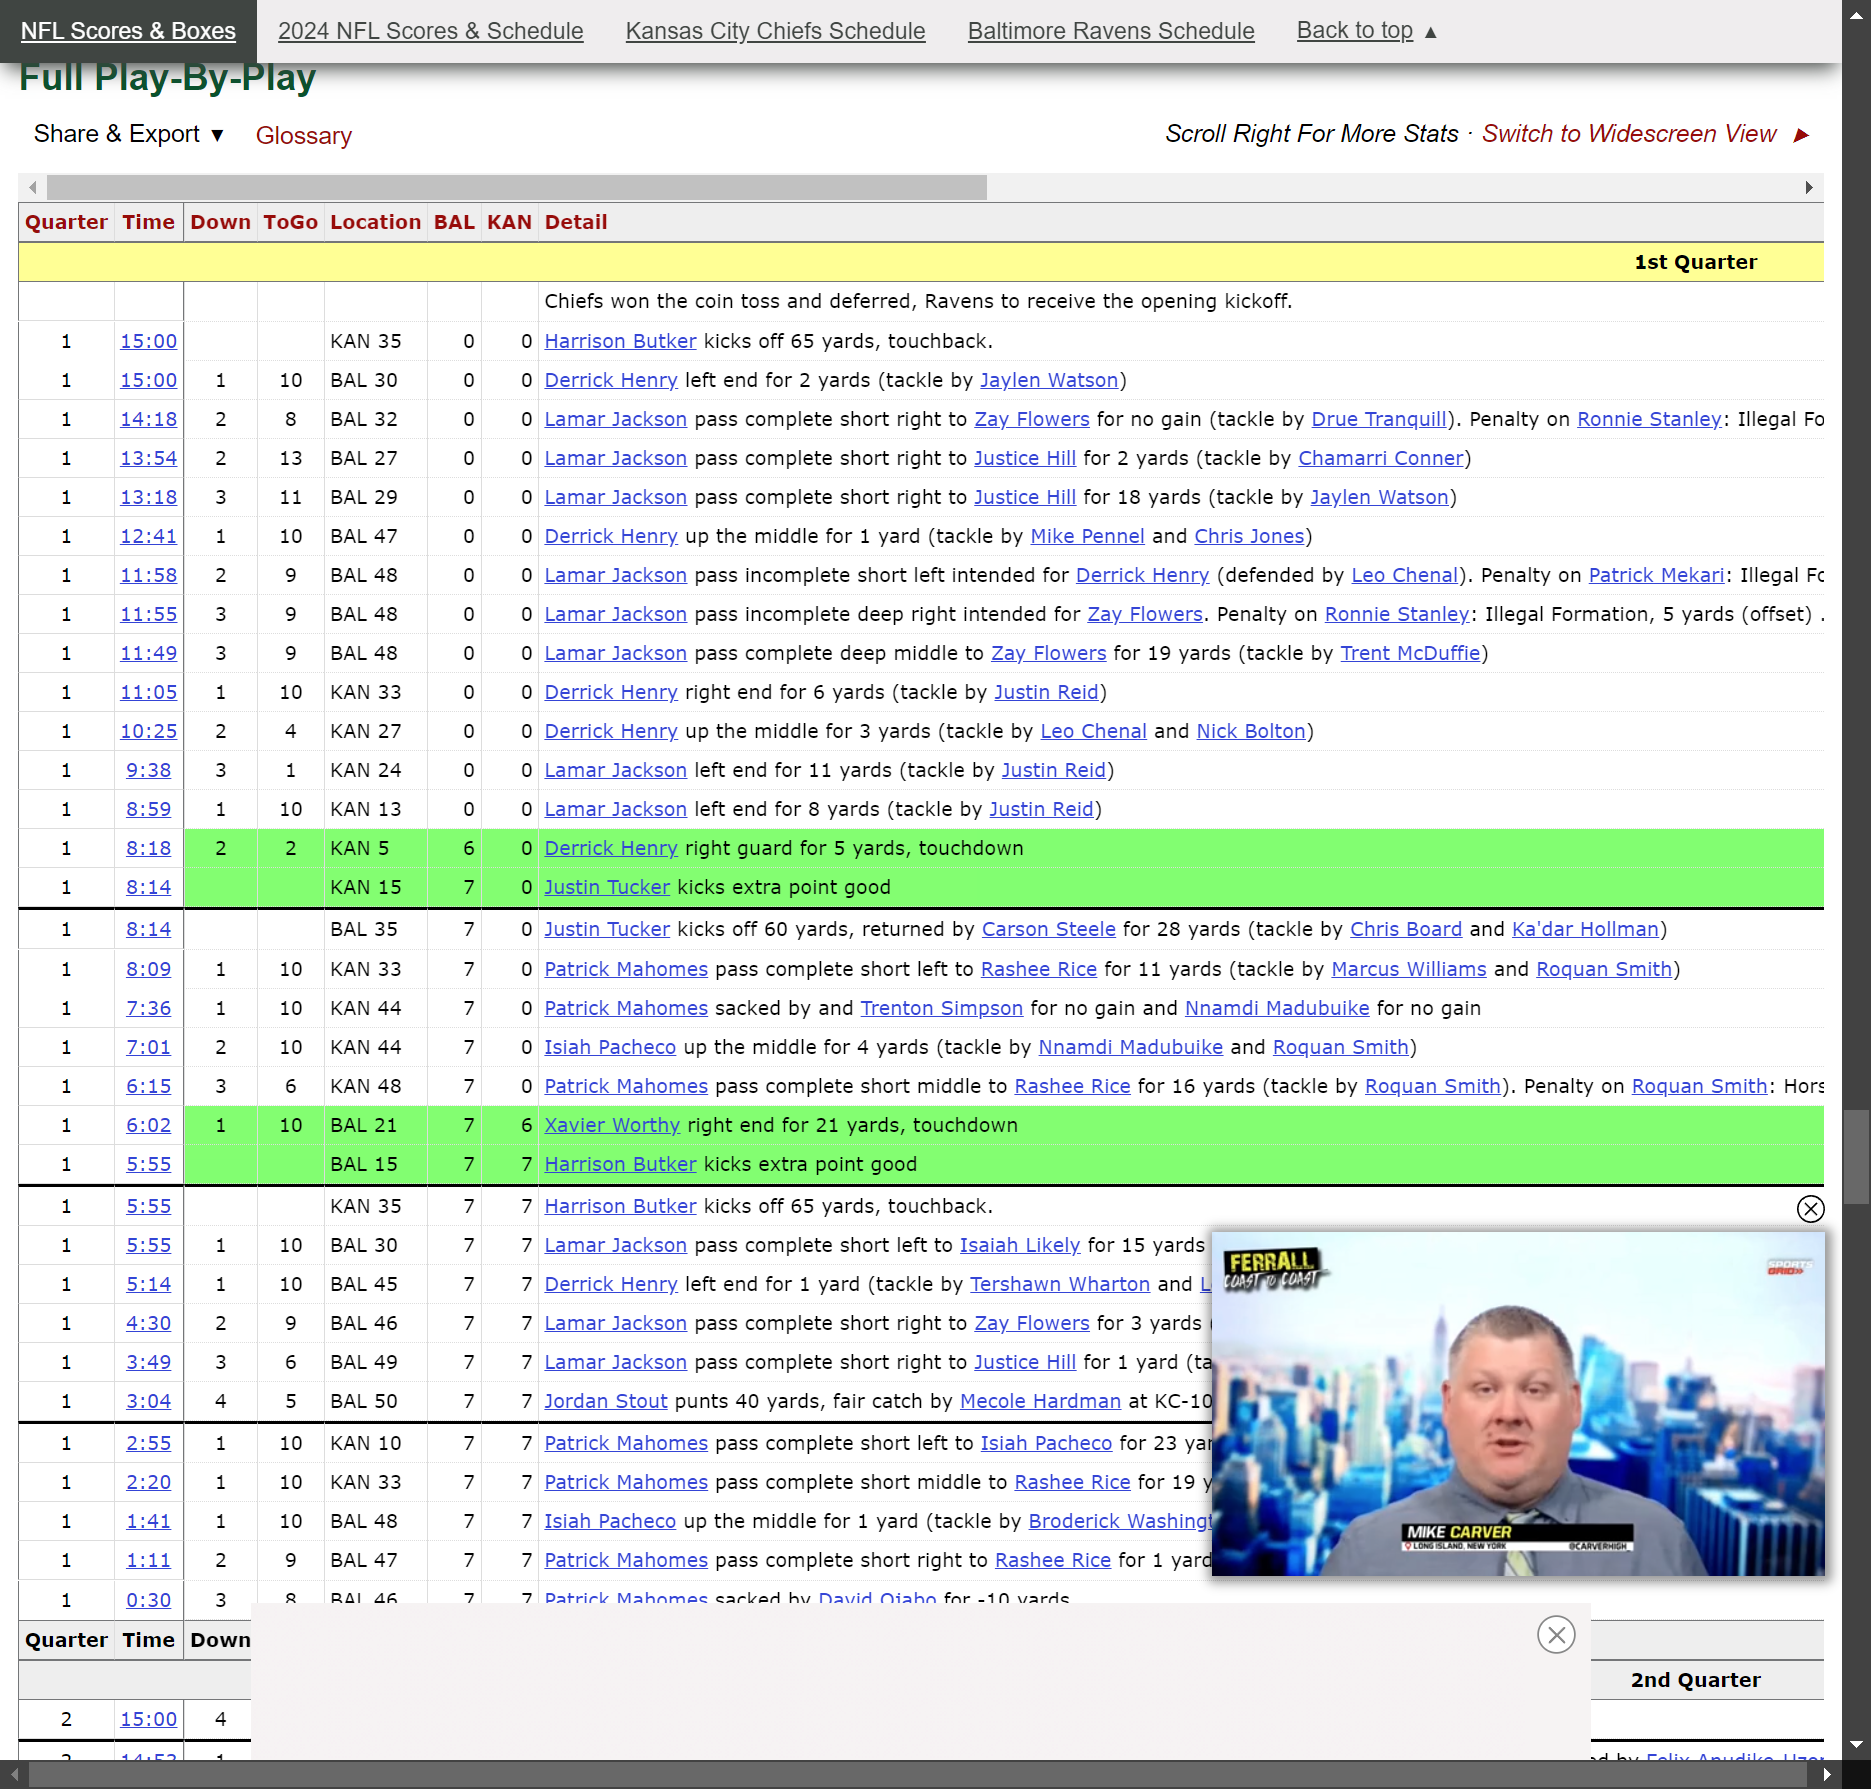 NFL Scores & Boxes 2024 NFL Scores & Schedule Kansas City Chiefs Schedule Baltimore Ravens Schedule Back to top ▲
Full Play-By-Play
Share & Export ▼ Glossary Scroll Right For More Stats · Switch to Widescreen View ►
Quarter Time Down ToGo Location BAL KAN Detail
1st Quarter
Chiefs won the coin toss and deferred, Ravens to receive the opening kickoff.
1 15:00 KAN 35 0 0 Harrison Butker kicks off 65 yards, touchback.
1 15:00 1 10 BAL 30 0 0 Derrick Henry left end for 2 yards (tackle by Jaylen Watson)
1 14:18 2 8 BAL 32 0 0 Lamar Jackson pass complete short right to Zay Flowers for no gain (tackle by Drue Tranquill). Penalty on Ronnie Stanley: Illegal Fo
1 13:54 2 13 BAL 27 0 0 Lamar Jackson pass complete short right to Justice Hill for 2 yards (tackle by Chamarri Conner)
1 13:18 3 11 BAL 29 0 0 Lamar Jackson pass complete short right to Justice Hill for 18 yards (tackle by Jaylen Watson)
1 12:41 1 10 BAL 47 0 0 Derrick Henry up the middle for 1 yard (tackle by Mike Pennel and Chris Jones)
1 11:58 2 9 BAL 48 0 0 Lamar Jackson pass incomplete short left intended for Derrick Henry (defended by Leo Chenal). Penalty on Patrick Mekari: Illegal Fo
1 11:55 3 9 BAL 48 0 0 Lamar Jackson pass incomplete deep right intended for Zay Flowers. Penalty on Ronnie Stanley: Illegal Formation, 5 yards (offset) .
1 11:49 3 9 BAL 48 0 0 Lamar Jackson pass complete deep middle to Zay Flowers for 19 yards (tackle by Trent McDuffie)
1 11:05 1 10 KAN 33 0 0 Derrick Henry right end for 6 yards (tackle by Justin Reid)
1 10:25 2 4 KAN 27 0 0 Derrick Henry up the middle for 3 yards (tackle by Leo Chenal and Nick Bolton)
1 9:38 3 1 KAN 24 0 0 Lamar Jackson left end for 11 yards (tackle by Justin Reid)
1 8:59 1 10 KAN 13 0 0 Lamar Jackson left end for 8 yards (tackle by Justin Reid)
1 8:18 2 2 KAN 5 6 0 Derrick Henry right guard for 5 yards, touchdown
1 8:14 KAN 15 7 0 Justin Tucker kicks extra point good
1 8:14 BAL 35 7 0 Justin Tucker kicks off 60 yards, returned by Carson Steele for 28 yards (tackle by Chris Board and Ka'dar Hollman)
1 8:09 1 10 KAN 33 7 0 Patrick Mahomes pass complete short left to Rashee Rice for 11 yards (tackle by Marcus Williams and Roquan Smith)
1 7:36 1 10 KAN 44 7 0 Patrick Mahomes sacked by and Trenton Simpson for no gain and Nnamdi Madubuike for no gain
1 7:01 2 10 KAN 44 7 0 Isiah Pacheco up the middle for 4 yards (tackle by Nnamdi Madubuike and Roquan Smith)
1 6:15 3 6 KAN 48 7 0 Patrick Mahomes pass complete short middle to Rashee Rice for 16 yards (tackle by Roquan Smith). Penalty on Roquan Smith: Hors
1 6:02 1 10 BAL 21 7 6 Xavier Worthy right end for 21 yards, touchdown
1 5:55 BAL 15 7 7 Harrison Butker kicks extra point good
1 5:55 KAN 35 7 7 Harrison Butker kicks off 65 yards, touchback.
1 5:55 1 10 BAL 30 7 7 Lamar Jackson pass complete short left to Isaiah Likely for 15 yards
1 5:14 1 10 BAL 45 7 7 Derrick Henry left end for 1 yard (tackle by Tershawn Wharton and L
1 4:30 2 9 BAL 46 7 7 Lamar Jackson pass complete short right to Zay Flowers for 3 yards (
1 3:49 3 6 BAL 49 7 7 Lamar Jackson pass complete short right to Justice Hill for 1 yard (ta
1 3:04 4 5 BAL 50 7 7 Jordan Stout punts 40 yards, fair catch by Mecole Hardman at KC-10
1 2:55 1 10 KAN 10 7 7 Patrick Mahomes pass complete short left to Isiah Pacheco for 23 yar
1 2:20 1 10 KAN 33 7 7 Patrick Mahomes pass complete short middle to Rashee Rice for 19 y
1 1:41 1 10 BAL 48 7 7 Isiah Pacheco up the middle for 1 yard (tackle by Broderick Washingt
1 1:11 2 9 BAL 47 7 7 Patrick Mahomes pass complete short right to Rashee Rice for 1 yard
1 0:30 3 8 BAL 46 7 7 Patrick Mahomes sacked by David Ojabo for -10 yards
FERRALL
COAST TO COAST
SPORTS
GRID
MIKE CARVER
LONG ISLAND, NEW YORK @CARVERHIGH_
Quarter Time Down
2nd Quarter
2 15:00 4
2 14:53 1 ed by Felix Anudike-Uzor